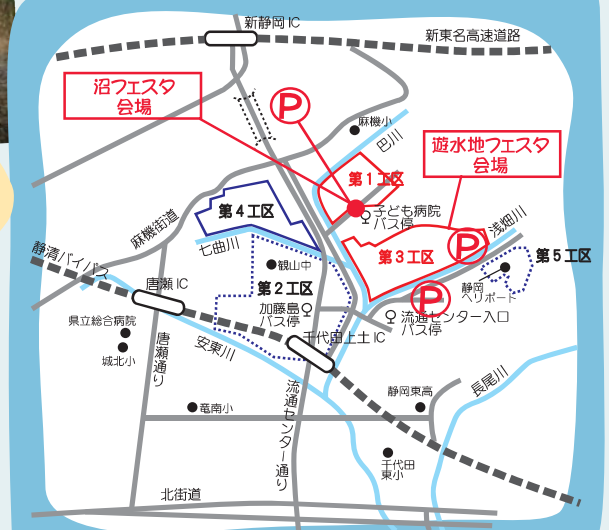 新静岡IC
新東名高速道路
沼フェスタ
会場
P
麻機小
巴川
遊水地フェスタ
会場
第1工区
子ども病院
バス停
第4工区
麻機街道
七曲川
浅畑川
P
第3工区
第5工区
静清バイパス
観山中
静岡
ヘリポート
唐瀬IC
第2工区
P
加藤島
バス停
流通センター入口
バス停
県立総合病院
千代田上土IC
安東川
城北小
唐瀬通り
長尾川
静岡東高
竜南小
流通センター通り
千代田
東小
北街道